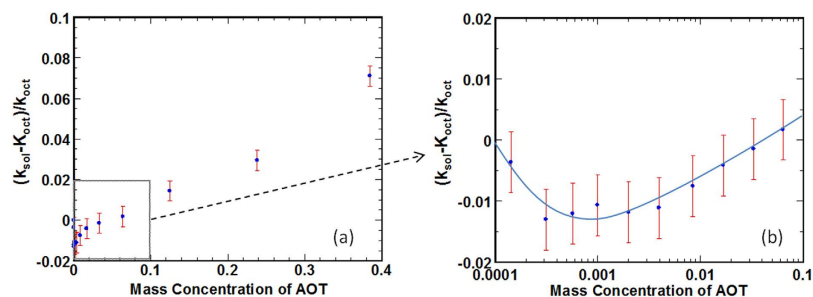 0.1
0.08
0.06
0.04
0.02
0
-0.02
(k_sol-K_oct)/k_oct
0 0.1 0.2 0.3 0.4
Mass Concentration of AOT
(a)
0.02
0.01
0
-0.01
-0.02
(k_sol-K_oct)/k_oct
0.0001 0.001 0.01 0.1
Mass Concentration of AOT
(b)